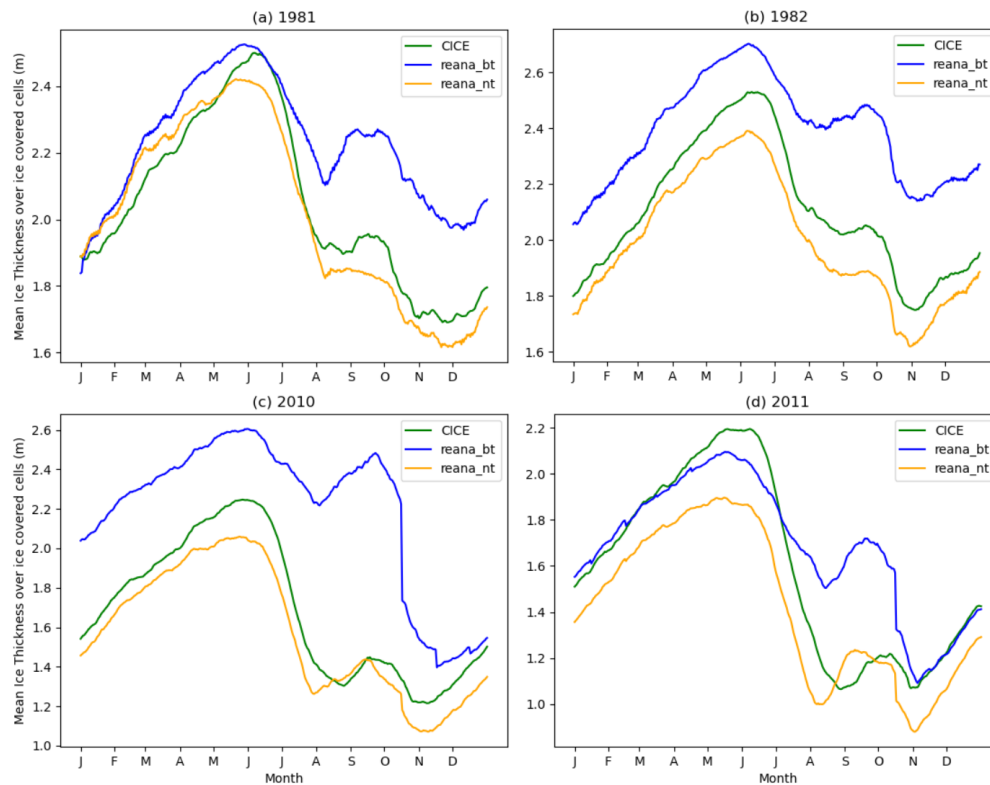 (a) 1981
Mean Ice Thickness over ice covered cells (m)
2.4
2.2
2.0
1.8
1.6
CICE
reana_bt
reana_nt
J F M A M J J A S O N D
(b) 1982
2.6
2.4
2.2
2.0
1.8
1.6
CICE
reana_bt
reana_nt
J F M A M J J A S O N D
(c) 2010
Mean Ice Thickness over ice covered cells (m)
2.6
2.4
2.2
2.0
1.8
1.6
1.4
1.2
1.0
CICE
reana_bt
reana_nt
J F M A M J J A S O N D
Month
(d) 2011
2.2
2.0
1.8
1.6
1.4
1.2
1.0
CICE
reana_bt
reana_nt
J F M A M J J A S O N D
Month